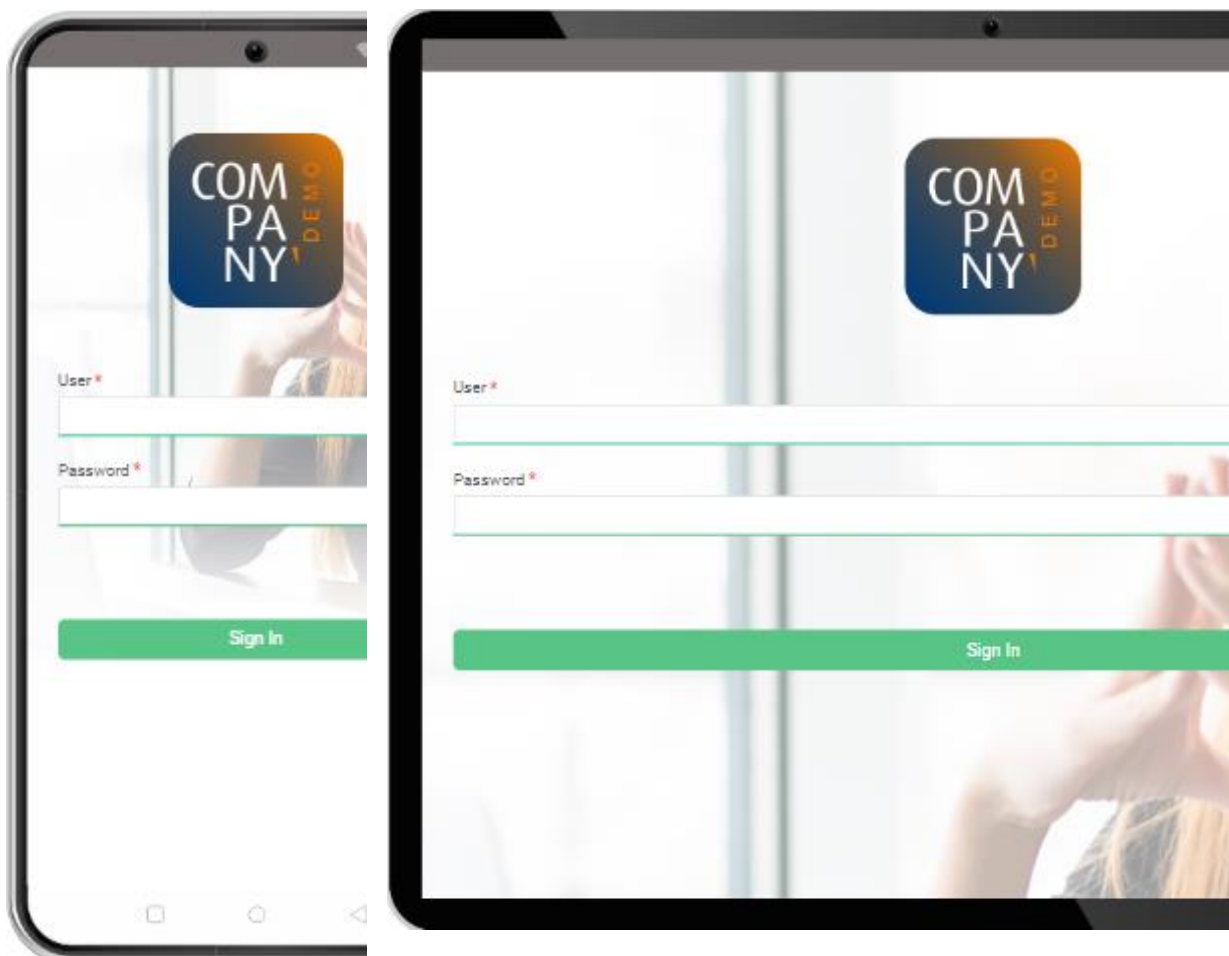 COM
PA
NY
DEMO
User *
Password *
Sign In
COM
PA
NY
DEMO
User *
Password *
Sign In